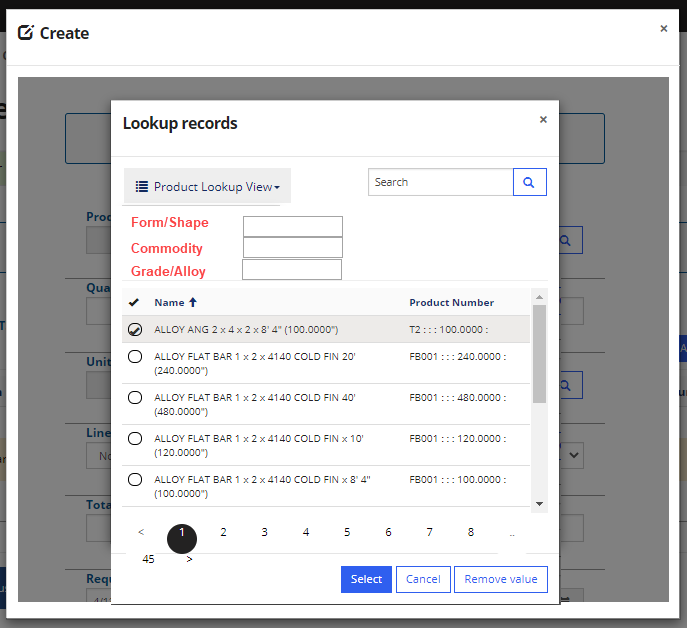 Create
×
Lookup records
×
Product Lookup View
Search
Form/Shape
Commodity
Grade/Alloy
Name Product Number
ALLOY ANG 2 x 4 x 2 x 8' 4" (100.0000") T2 : : : 100.0000 :
ALLOY FLAT BAR 1 x 2 x 4140 COLD FIN 20' FB001 : : : 240.0000 :
(240.0000")
ALLOY FLAT BAR 1 x 2 x 4140 COLD FIN 40' FB001 : : : 480.0000 :
(480.0000")
ALLOY FLAT BAR 1 x 2 x 4140 COLD FIN x 10' FB001 : : : 120.0000 :
(120.0000")
ALLOY FLAT BAR 1 x 2 x 4140 COLD FIN x 8' 4" FB001 : : : 100.0000 :
(100.0000")
< 1 2 3 4 5 6 7 8 ..
45 >
Select Cancel Remove value
Line